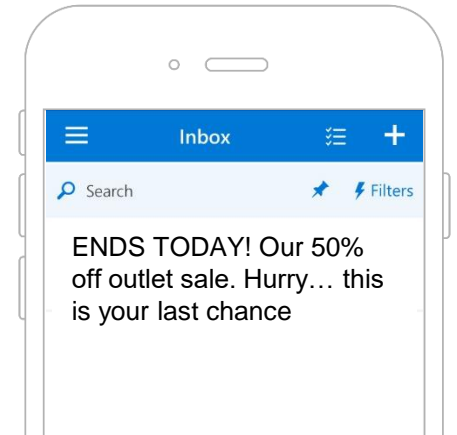 Inbox
Search
Filters
ENDS TODAY! Our 50%
off outlet sale. Hurry… this
is your last chance